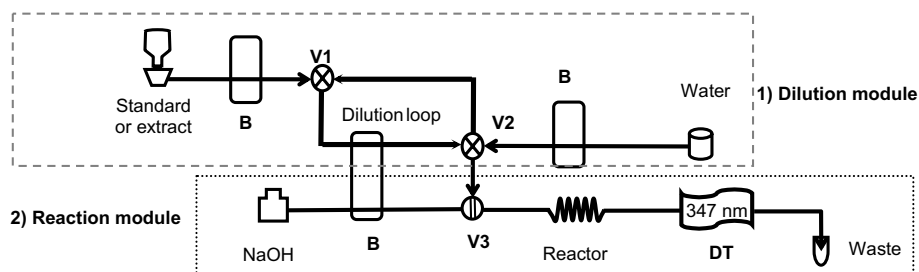 V1
B
Water
1) Dilution module
Standard
or extract
B
Dilution loop
V2
2) Reaction module
347 nm
NaOH
B
V3
Reactor
DT
Waste